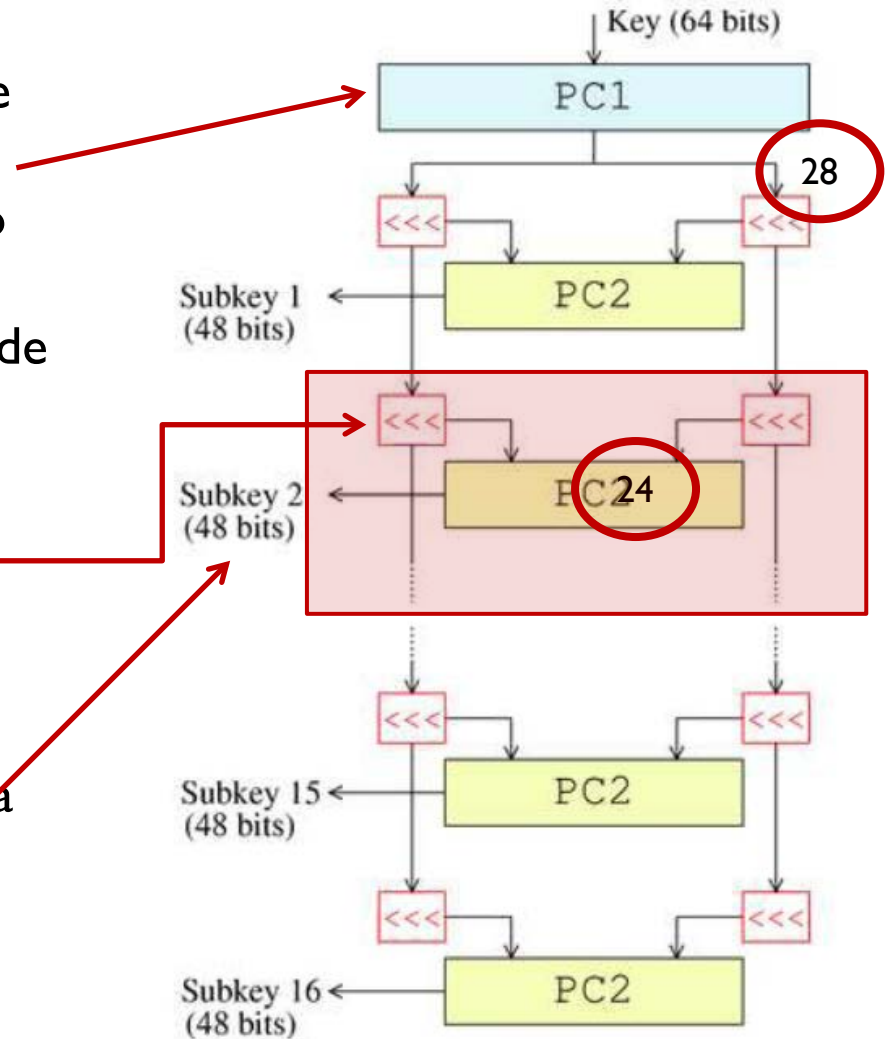 Key (64 bits)
e
PC1
28
o
<<<
<<<
Subkey 1
(48 bits)
PC2
de
<<<
<<<
Subkey 2
(48 bits)
PC2
24
<<<
<<<
a
Subkey 15
(48 bits)
PC2
<<<
<<<
Subkey 16
(48 bits)
PC2